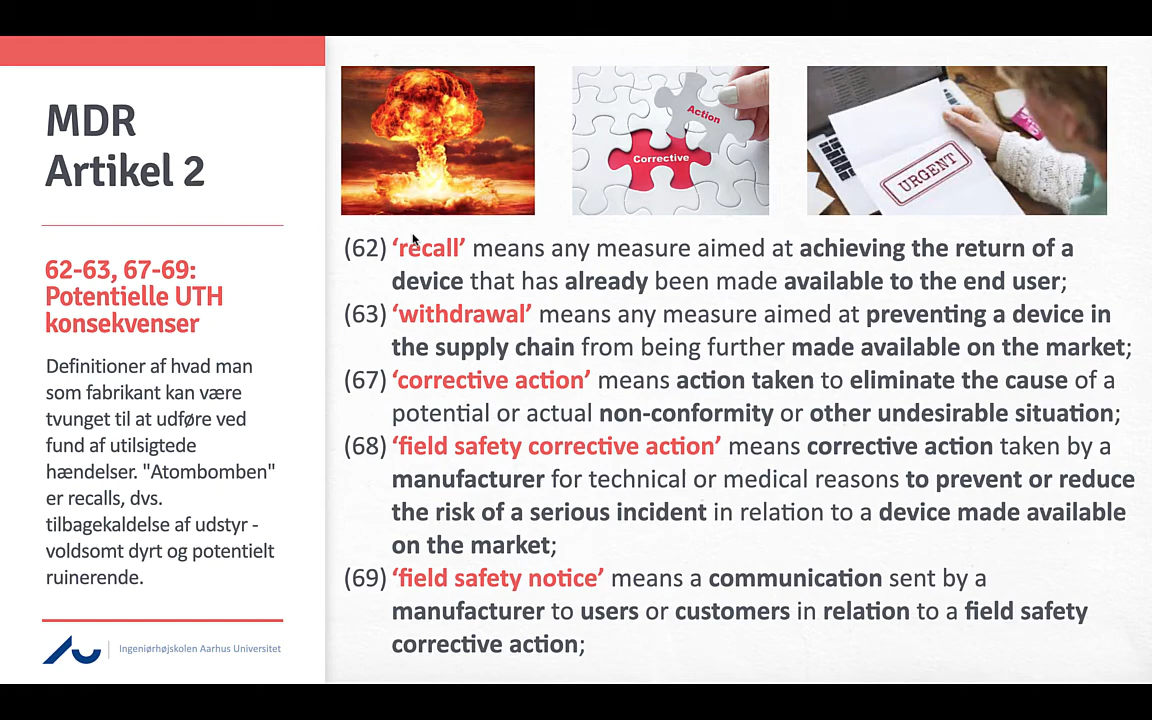 MDR
Artikel 2
62-63, 67-69:
Potentielle UTH
konsekvenser
Definitioner af hvad man
som fabrikant kan være
tvunget til at udføre ved
fund af utilsigtede
hændelser. "Atombomben"
er recalls, dvs.
tilbagekaldelse af udstyr -
voldsomt dyrt og potentielt
ruinerende.
Ingeniørhøjskolen Aarhus Universitet
Action
Corrective
URGENT
(62) ‘recall’ means any measure aimed at achieving the return of a
device that has already been made available to the end user;
(63) ‘withdrawal’ means any measure aimed at preventing a device in
the supply chain from being further made available on the market;
(67) ‘corrective action’ means action taken to eliminate the cause of a
potential or actual non-conformity or other undesirable situation;
(68) ‘field safety corrective action’ means corrective action taken by a
manufacturer for technical or medical reasons to prevent or reduce
the risk of a serious incident in relation to a device made available
on the market;
(69) ‘field safety notice’ means a communication sent by a
manufacturer to users or customers in relation to a field safety
corrective action;